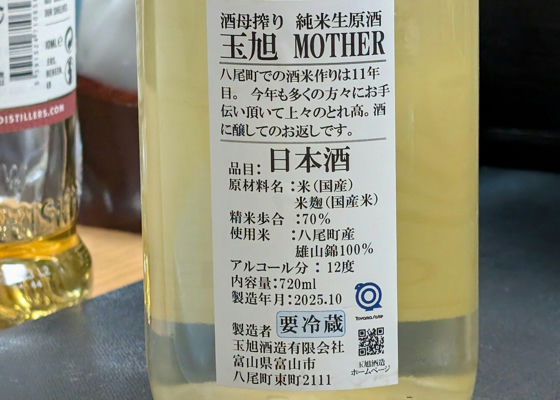 酒母搾り 純米生原酒
玉旭 MOTHER
八尾町での酒米作りは11年
目。 今年も多くの方々にお手
伝い頂いて上々のとれ高。酒
に醸してのお返しです。
品目:日本酒
原材料名:米(国産)
米麹(国産米)
精米歩合 :70%
使用米 :八尾町産
雄山錦100%
アルコール分 : 12度
内容量:720ml
製造年月:2025.10
製造者 要冷蔵
玉旭酒造有限会社
富山県富山市
八尾町東町2111
玉旭酒造
ホームページ
DISTILLERS.COM